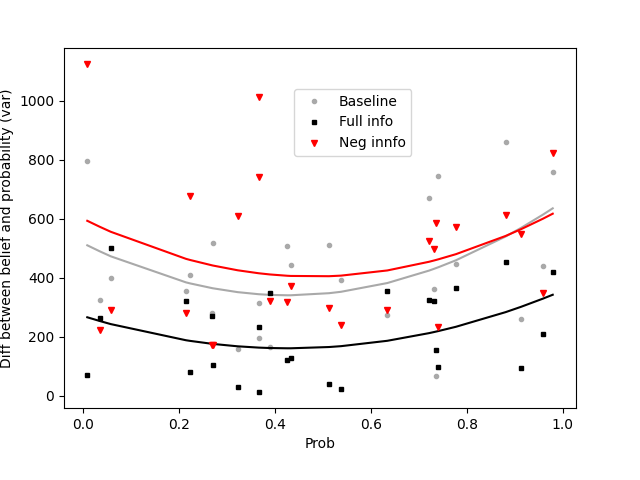 Diff between belief and probability (var)
1000
800
600
400
200
0
Baseline
Full info
Neg innfo
0.0 0.2 0.4 0.6 0.8 1.0
Prob